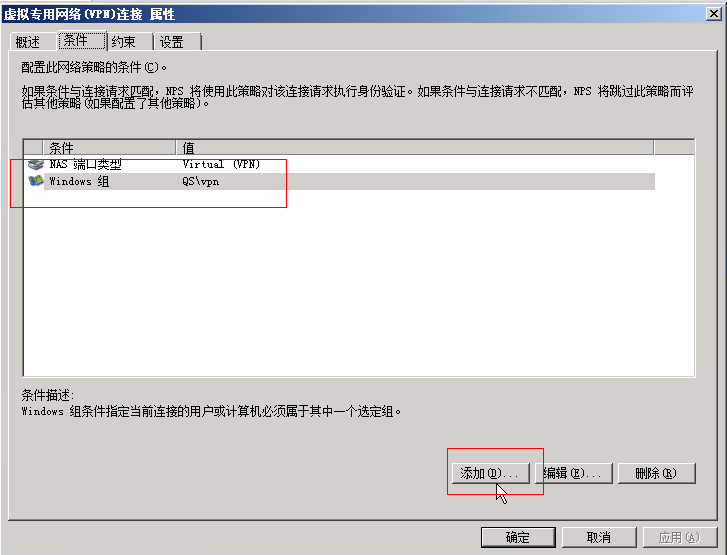 虚拟专用网络(VPN)连接 属性
概述 条件 约束 设置
配置此网络策略的条件(C)。
如果条件与连接请求匹配，NPS 将使用此策略对该连接请求执行身份验证。如果条件与连接请求不匹配，NPS 将跳过此策略而评
估其他策略(如果配置了其他策略)。
条件 值
NAS 端口类型 Virtual (VPN)
Windows 组 QS\vpn
条件描述:
Windows 组条件指定当前连接的用户或计算机必须属于其中一个选定组。
添加(D)... 编辑(E)... 删除(R)
确定 取消 应用(A)